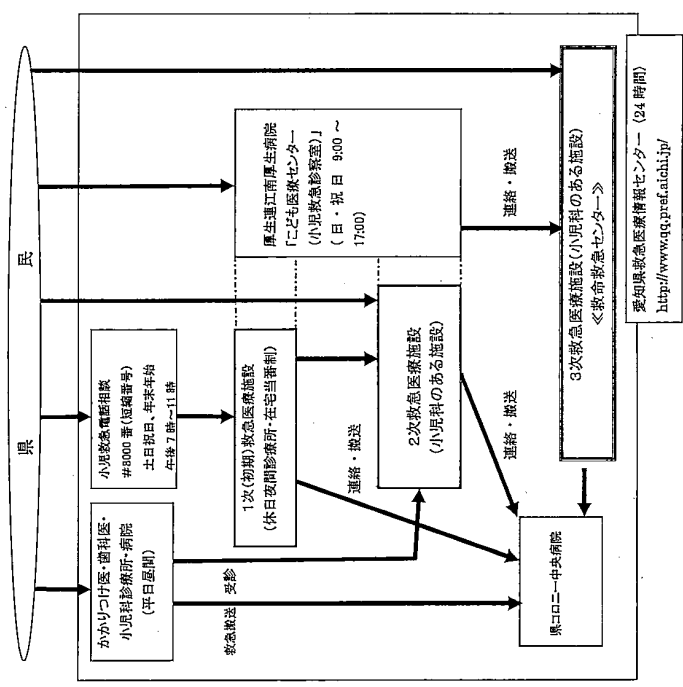 県　民
かかりつけ医・歯科医・
小児科診療所・病院
(平日昼間)
小児救急電話相談
#8000 番(短縮番号)
土日祝日、年末年始
午後7時～11時
1次(初期)救急医療施設
(休日夜間診療所・在宅当番制)
厚生連江南厚生病院
「こども医療センター
(小児救急診察室)」
(日・祝日 9:00 ～
17:00)
救急搬送
受診
連絡・搬送
2次救急医療施設
(小児科のある施設)
連絡・搬送
連絡・搬送
県コロニー中央病院
3次救急医療施設(小児科のある施設)
≪救命救急センター≫
愛知県救急医療情報センター (24 時間)
http://www.qq.pref.aichi.jp/